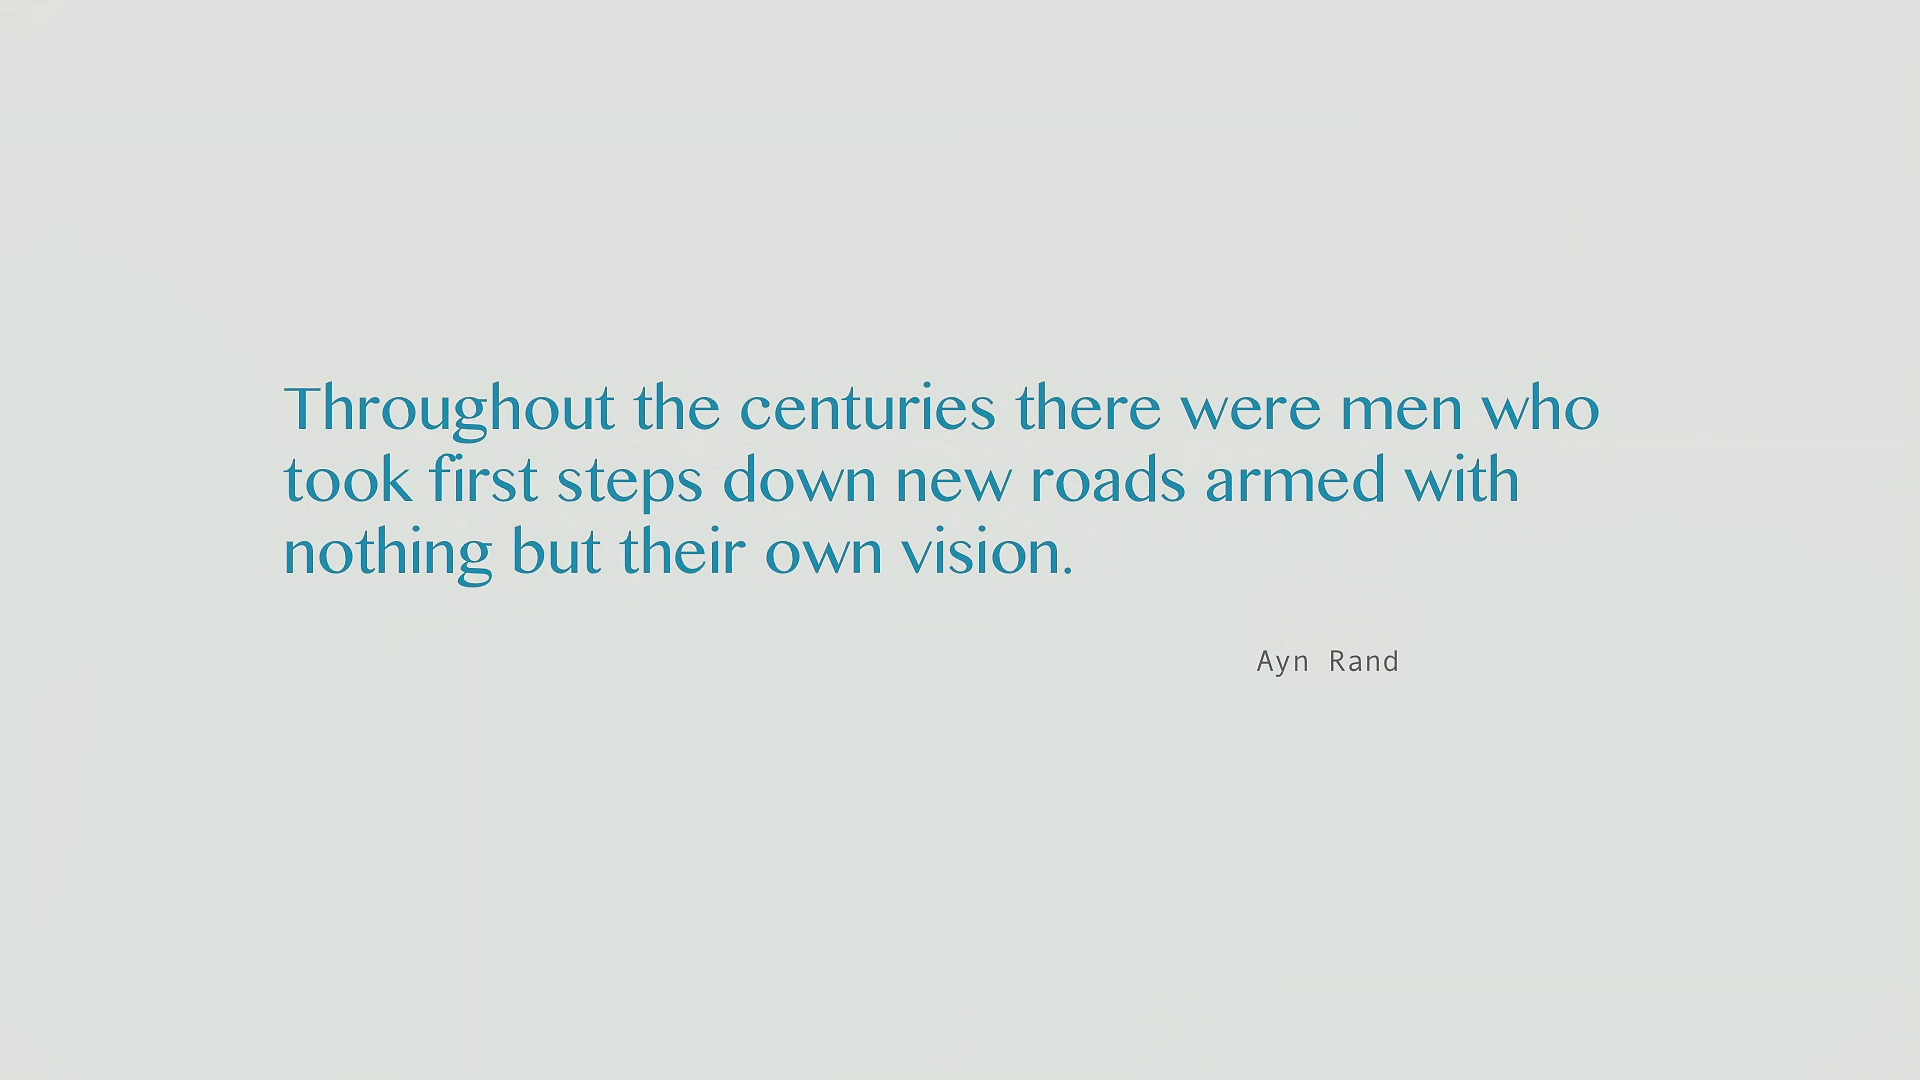 Throughout the centuries there were men who
took first steps down new roads armed with
nothing but their own vision.
Ayn Rand